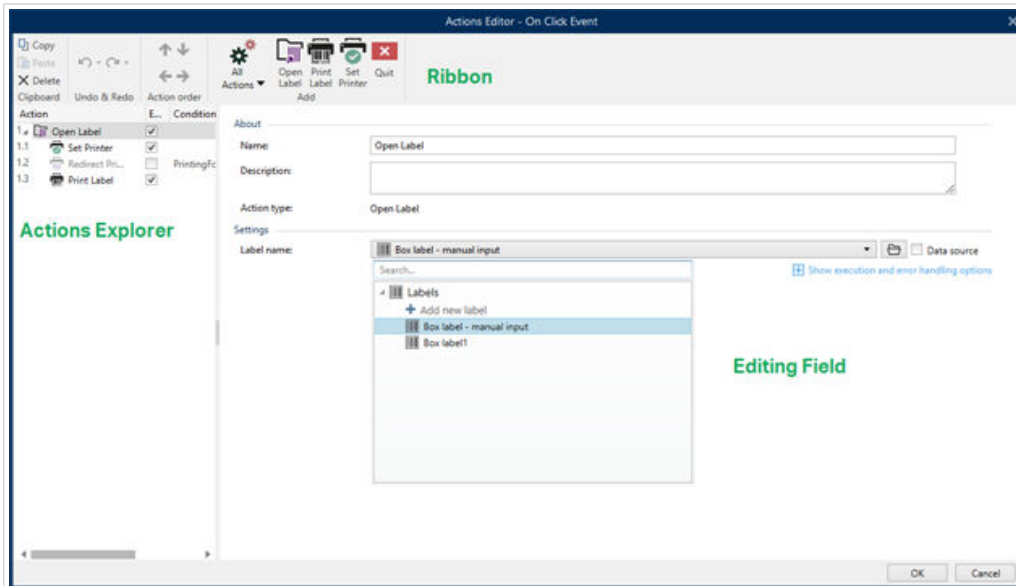 Actions Editor - On Click Event
Copy
Paste
Delete
Clipboard
Undo & Redo
Action order
All Actions
Open Label
Print Label
Set Printer
Quit
Add
Ribbon
Action E... Condition
1 Open Label
1.1 Set Printer
1.2 Redirect Pri... PrintingFc
1.3 Print Label
Actions Explorer
About
Name: Open Label
Description:
Action type: Open Label
Settings
Label name: Box label - manual input Data source
Search...
Show execution and error handling options
Labels
Add new label
Box label - manual input
Box label1
Editing Field
OK Cancel